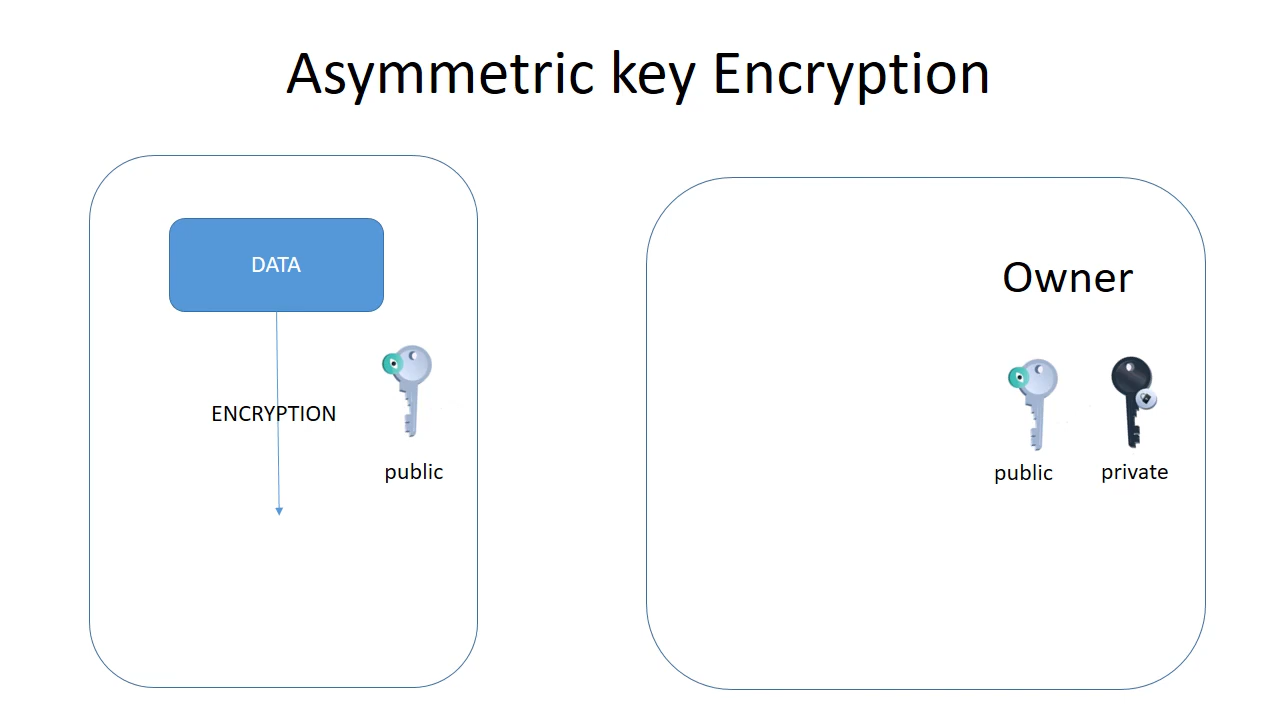 Asymmetric key Encryption
DATA
ENCRYPTION
public
Owner
public
private